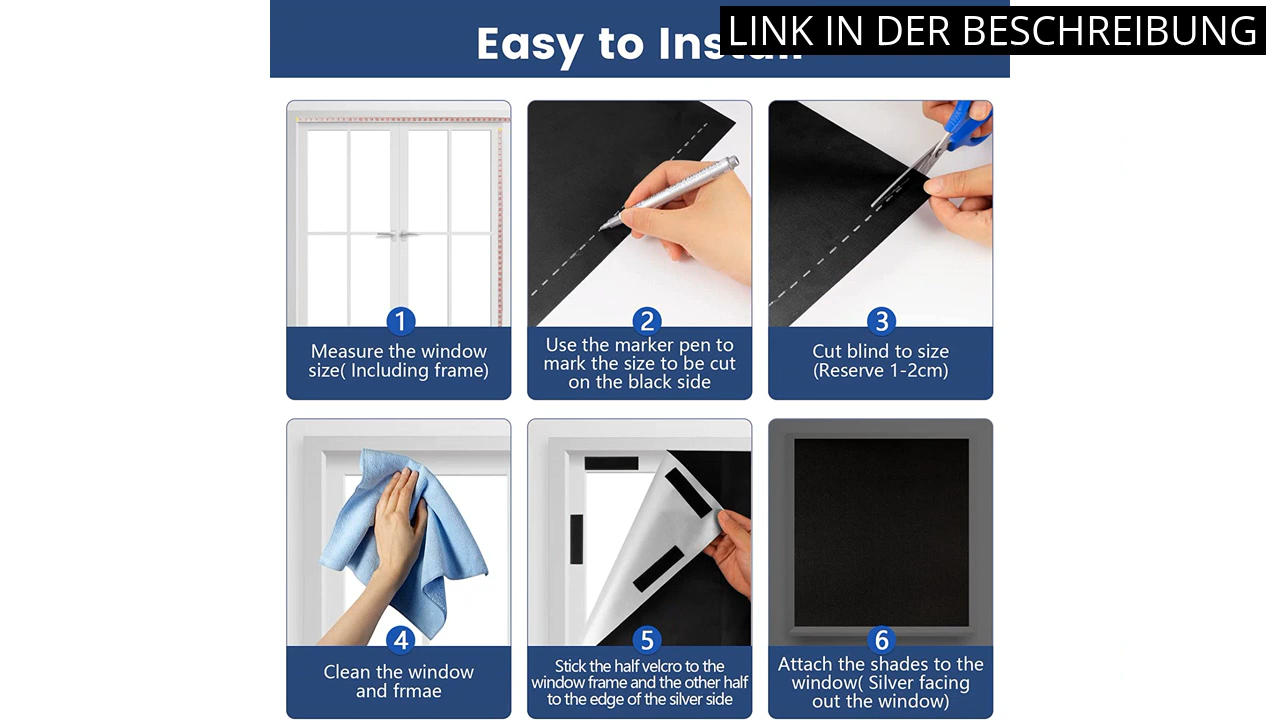 Easy to Install
LINK IN DER BESCHREIBUNG
1
Measure the window
size( Including frame)
2
Use the marker pen to
mark the size to be cut
on the black side
3
Cut blind to size
(Reserve 1-2cm)
4
Clean the window
and frmae
5
Stick the half velcro to the
window frame and the other half
to the edge of the silver side
6
Attach the shades to the
window( Silver facing
out the window)